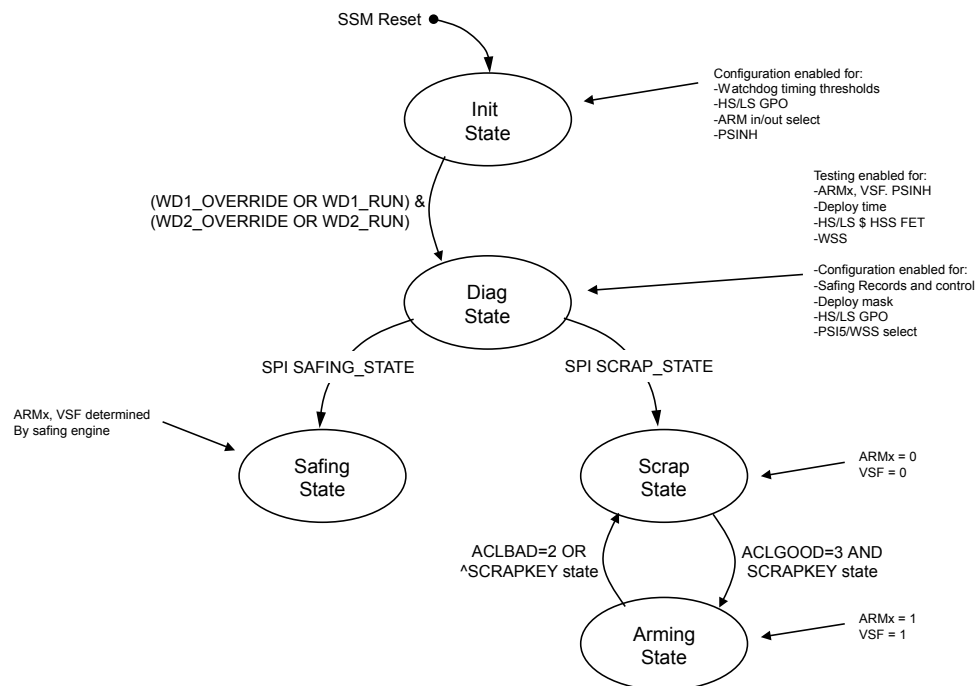 SSM Reset
Init
State
Configuration enabled for:
-Watchdog timing thresholds
-HS/LS GPO
-ARM in/out select
-PSINH
(WD1_OVERRIDE OR WD1_RUN) &
(WD2_OVERRIDE OR WD2_RUN)
Testing enabled for:
-ARMx, VSF. PSINH
-Deploy time
-HS/LS $ HSS FET
-WSS
-Configuration enabled for:
-Safing Records and control
-Deploy mask
-HS/LS GPO
-PSI5/WSS select
Diag
State
SPI SAFING_STATE
SPI SCRAP_STATE
ARMx, VSF determined
By safing engine
Safing
State
Scrap
State
ARMx = 0
VSF = 0
ACLBAD=2 OR
^SCRAPKEY state
ACLGOOD=3 AND
SCRAPKEY state
Arming
State
ARMx = 1
VSF = 1